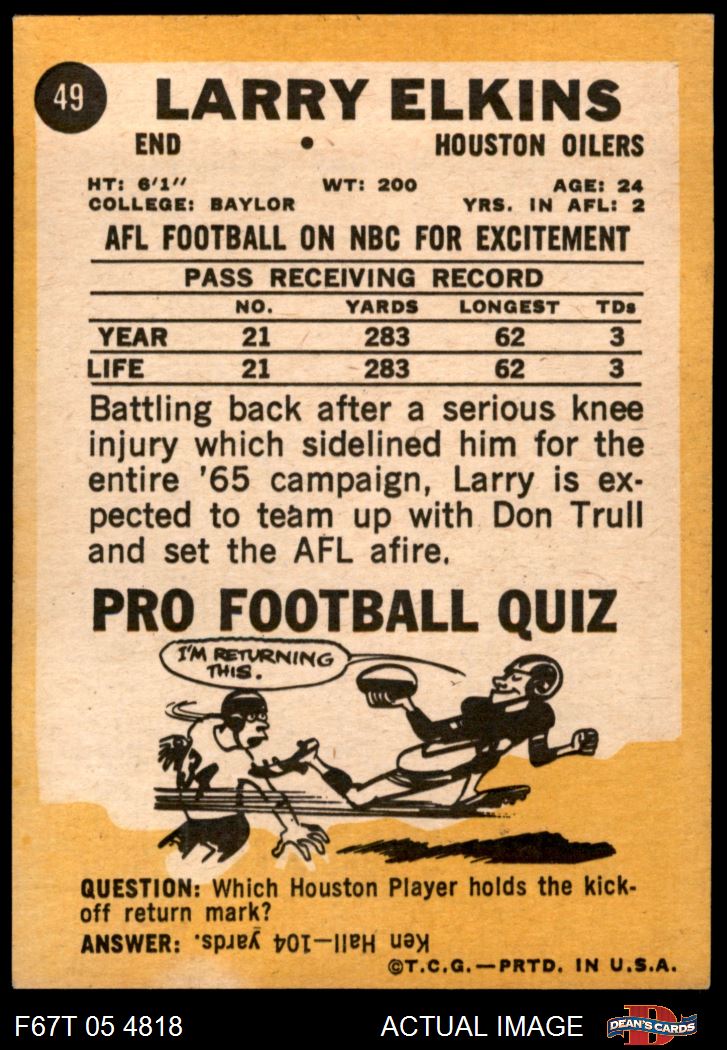 49
LARRY ELKINS
END • HOUSTON OILERS
HT: 6'1" WT: 200 AGE: 24
COLLEGE: BAYLOR YRS. IN AFL: 2
AFL FOOTBALL ON NBC FOR EXCITEMENT
PASS RECEIVING RECORD
NO. YARDS LONGEST TDs
YEAR 21 283 62 3
LIFE 21 283 62 3
Battling back after a serious knee
injury which sidelined him for the
entire '65 campaign, Larry is ex-
pected to team up with Don Trull
and set the AFL afire.
PRO FOOTBALL QUIZ
I'M RETURNING
THIS.
QUESTION: Which Houston Player holds the kick-
off return mark?
ANSWER: Ken Hall—104 yards.
©T.C.G.—PRTD. IN U.S.A.
F67T 05 4818 ACTUAL IMAGE D DEAN'S CARDS